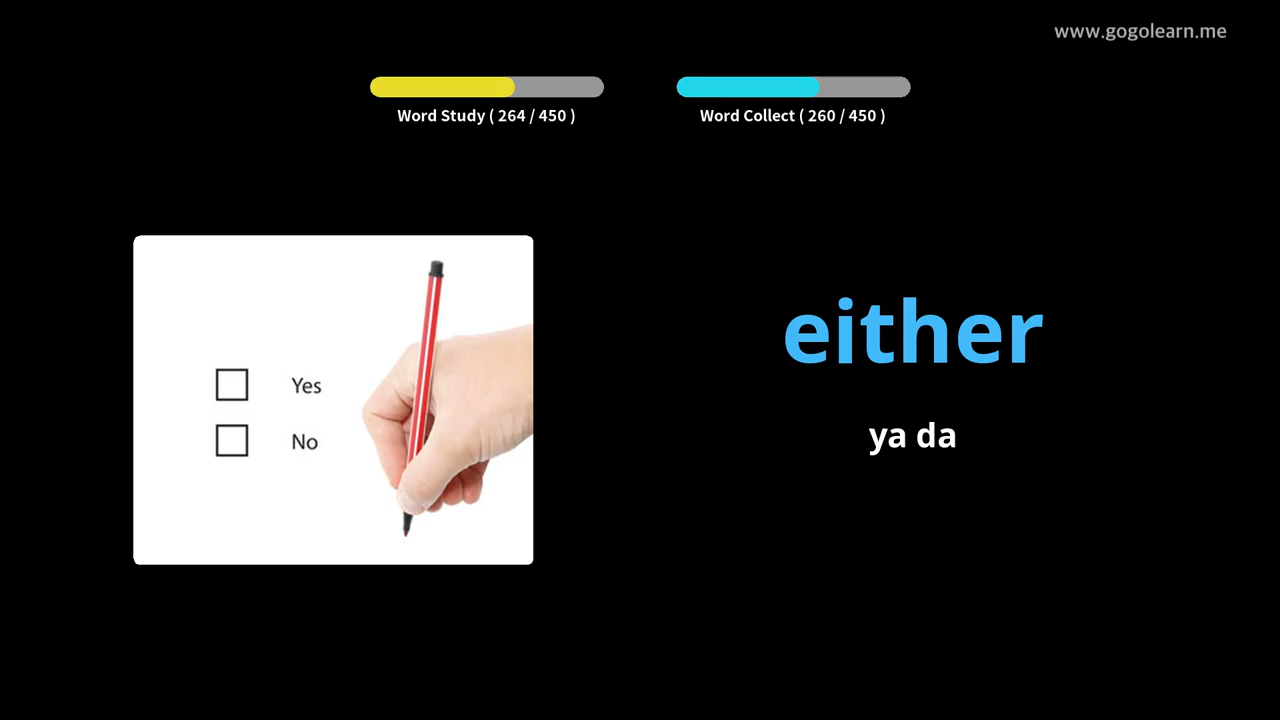 www.gogolearn.me
Word Study ( 264 / 450 )
Word Collect ( 260 / 450 )
Yes
No
either
ya da